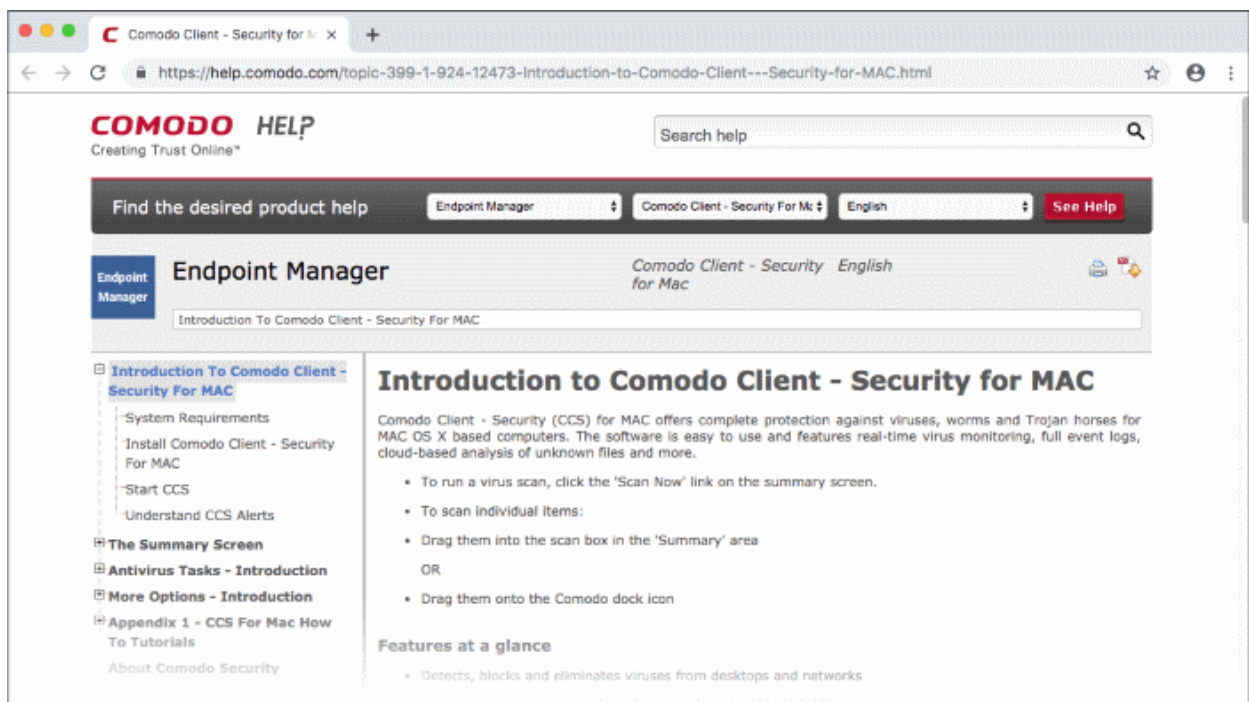 Comodo Client - Security for M
https://help.comodo.com/topic-399-1-924-12473-Introduction-to-Comodo-Client---Security-for-MAC.html
COMODO HELP
Creating Trust Online™
Search help
Find the desired product help
Endpoint Manager
Comodo Client - Security For Mc
English
See Help
Endpoint
Manager
Endpoint Manager
Comodo Client - Security
for Mac
English
Introduction To Comodo Client - Security For MAC
Introduction To Comodo Client -
Security For MAC
System Requirements
Install Comodo Client - Security
For MAC
Start CCS
Understand CCS Alerts
The Summary Screen
Antivirus Tasks - Introduction
More Options - Introduction
Appendix 1 - CCS For Mac How
To Tutorials
About Comodo Security
Introduction to Comodo Client - Security for MAC
Comodo Client - Security (CCS) for MAC offers complete protection against viruses, worms and Trojan horses for
MAC OS X based computers. The software is easy to use and features real-time virus monitoring, full event logs,
cloud-based analysis of unknown files and more.
• To run a virus scan, click the 'Scan Now' link on the summary screen.
• To scan individual items:
• Drag them into the scan box in the 'Summary' area
OR
• Drag them onto the Comodo dock icon
Features at a glance
• Detects, blocks and eliminates viruses from desktops and networks